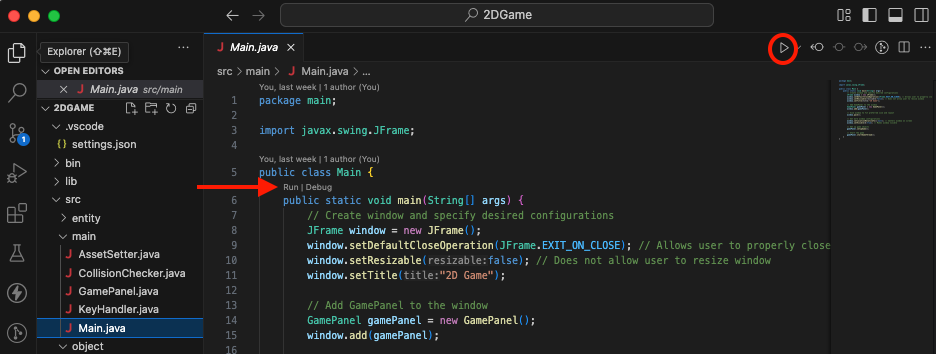 2DGame
Explorer (⇧⌘E)
OPEN EDITORS
Main.java src/main
2DGAME
.vscode
{} settings.json
bin
lib
src
entity
main
J AssetSetter.java
J CollisionChecker.java
J GamePanel.java
J KeyHandler.java
J Main.java
object
1
J Main.java
src > main > J Main.java > ...
You, last week | 1 author (You)
1 package main;
2
3 import javax.swing.JFrame;
4
You, last week | 1 author (You)
5 public class Main {
Run | Debug
6 public static void main(String[] args) {
7 // Create window and specify desired configurations
8 JFrame window = new JFrame();
9 window.setDefaultCloseOperation(JFrame.EXIT_ON_CLOSE); // Allows user to properly close
10 window.setResizable(resizable:false); // Does not allow user to resize window
11 window.setTitle(title:"2D Game");
12
13 // Add GamePanel to the window
14 GamePanel gamePanel = new GamePanel();
15 window.add(gamePanel);
16